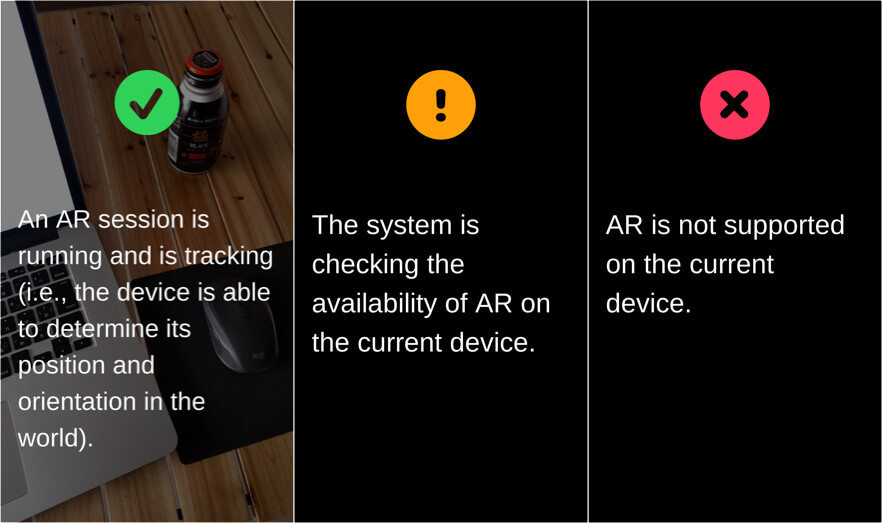 An AR session is
running and is tracking
(i.e., the device is able
to determine its
position and
orientation in the
world).
The system is
checking the
availability of AR on
the current device.
AR is not supported
on the current
device.
BLACK